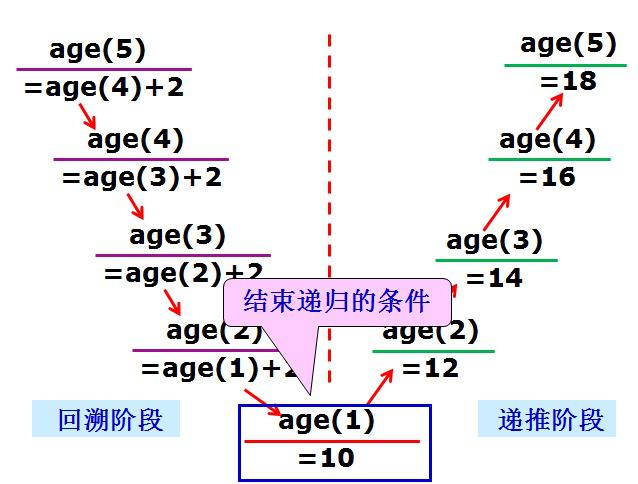 age(5)
=age(4)+2
age(4)
=age(3)+2
age(3)
=age(2)+2
age(2)
=age(1)+2
回溯阶段
结束递归的条件
age(1)
=10
age(5)
=18
age(4)
=16
age(3)
=14
age(2)
=12
递推阶段